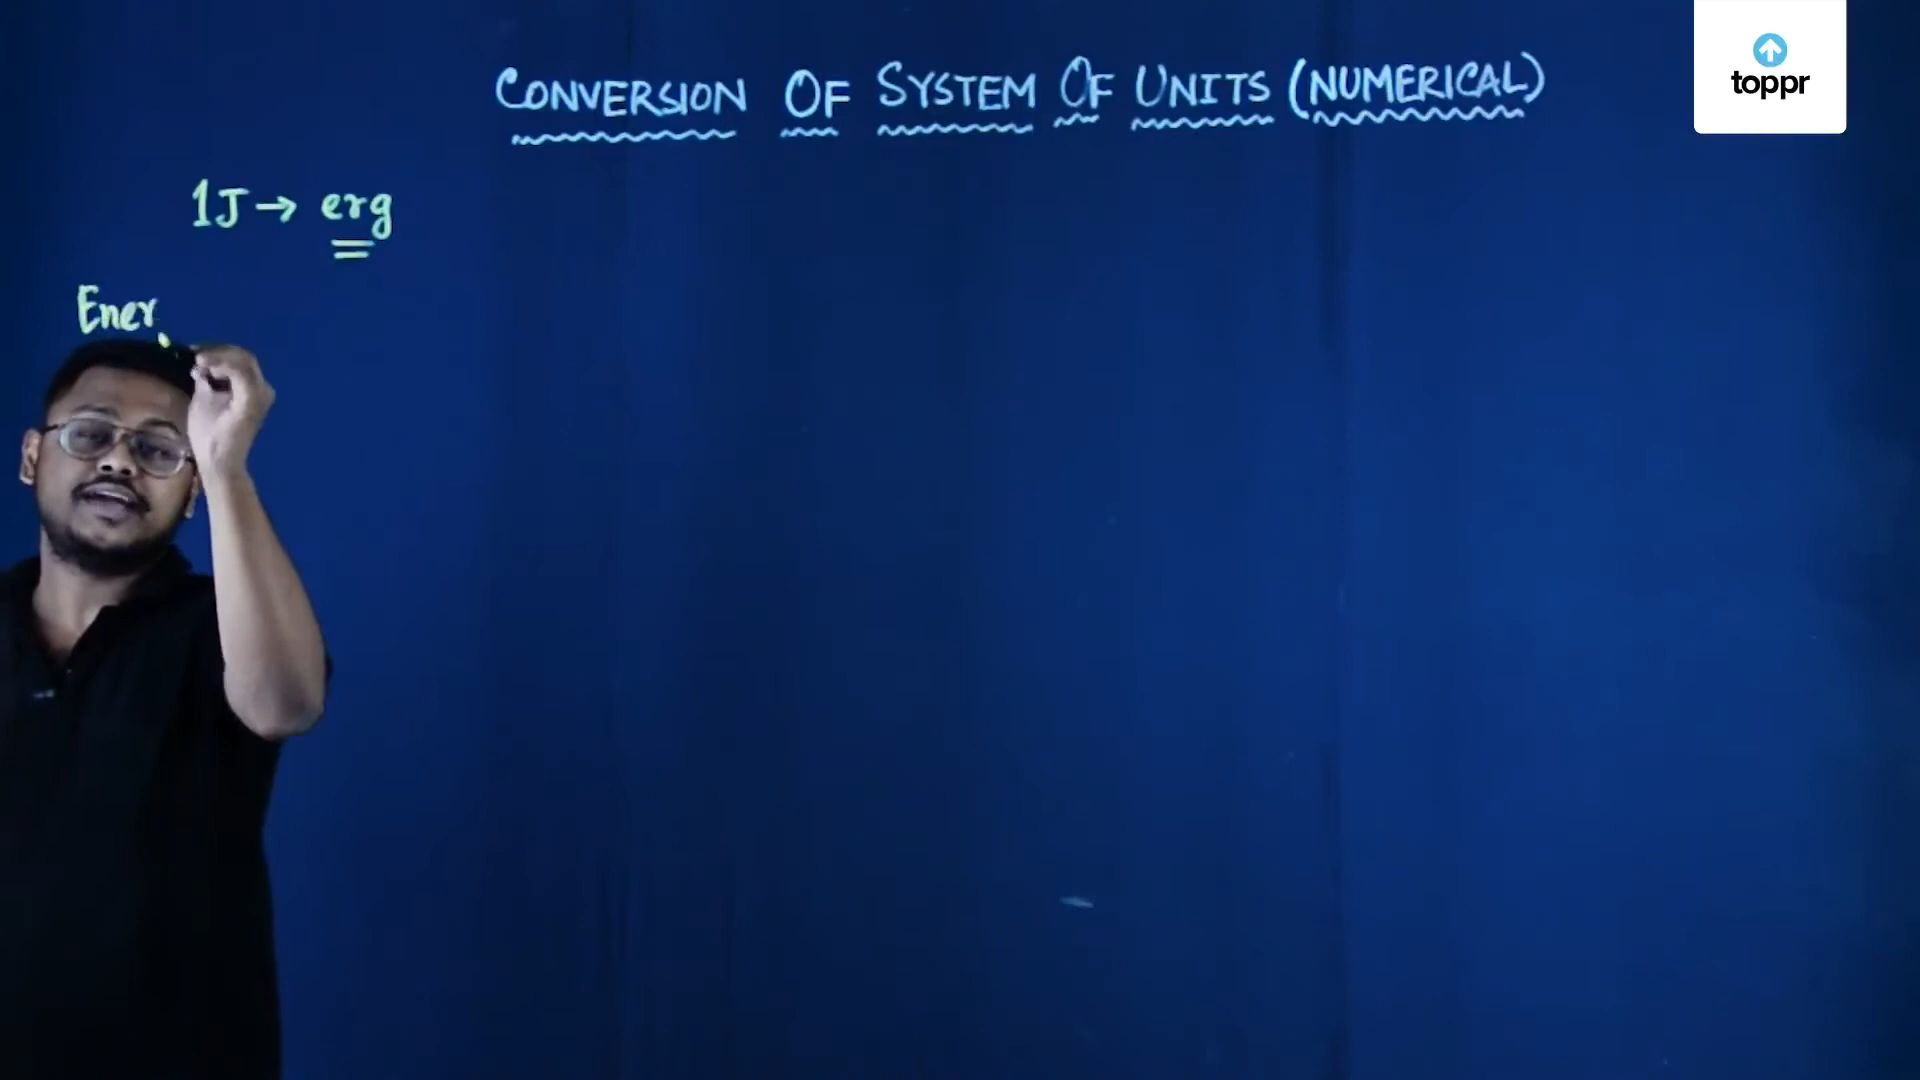 CONVERSION OF SYSTEM OF UNITS (NUMERICAL)
toppr
1J → erg
Ener